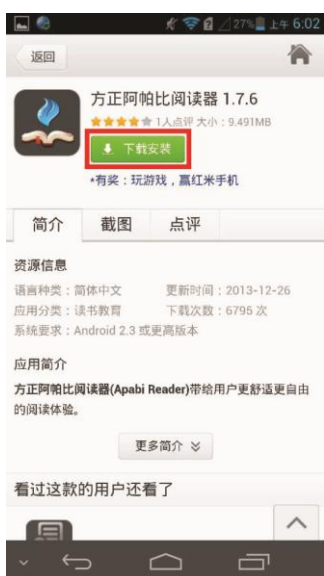 27% 上午 6:02
返回
方正阿帕比阅读器 1.7.6
1人点评 大小：9.491MB
下载安装
*有奖：玩游戏，赢红米手机
简介 截图 点评
资源信息
语言种类：简体中文 更新时间：2013-12-26
应用分类：读书教育 下载次数：6795 次
系统要求：Android 2.3 或更高版本
应用简介
方正阿帕比阅读器(Apabi Reader)带给用户更舒适更自由
的阅读体验。
更多简介
看过这款的用户还看了